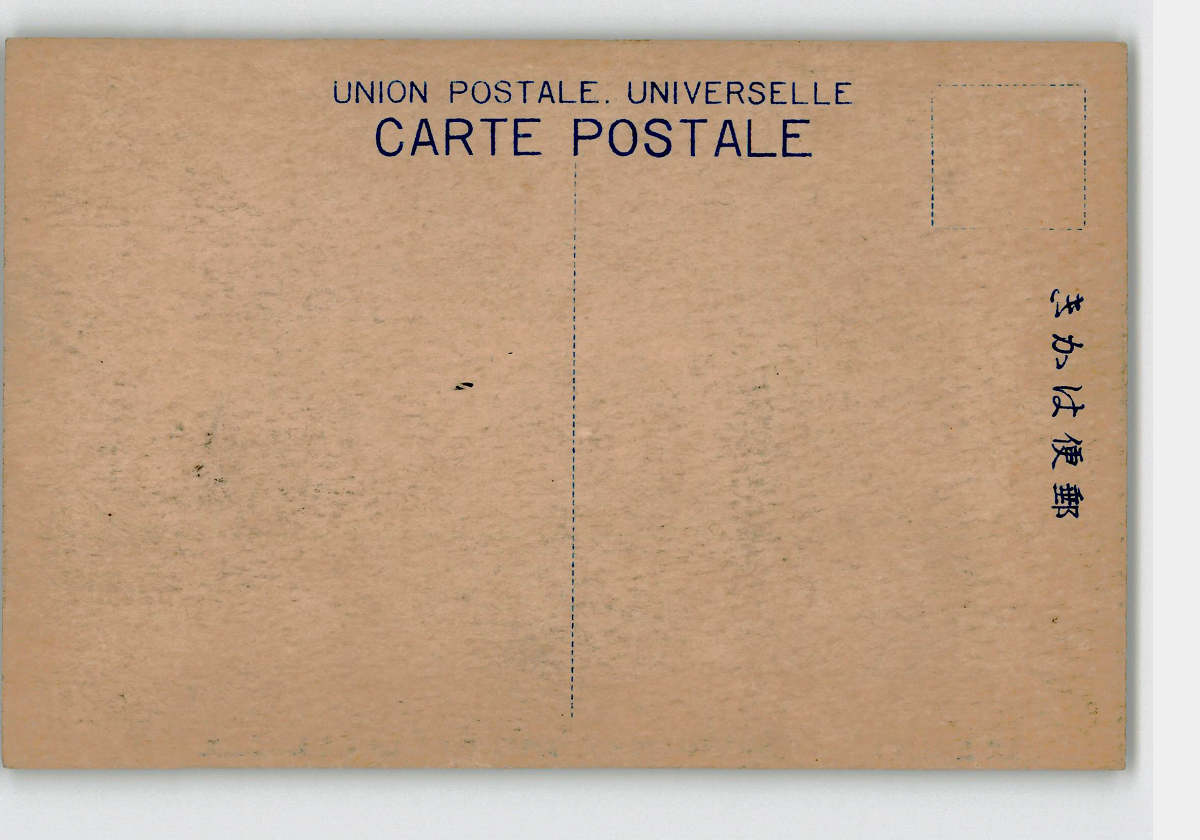 UNION POSTALE. UNIVERSELLE
CARTE POSTALE
きかは便郵